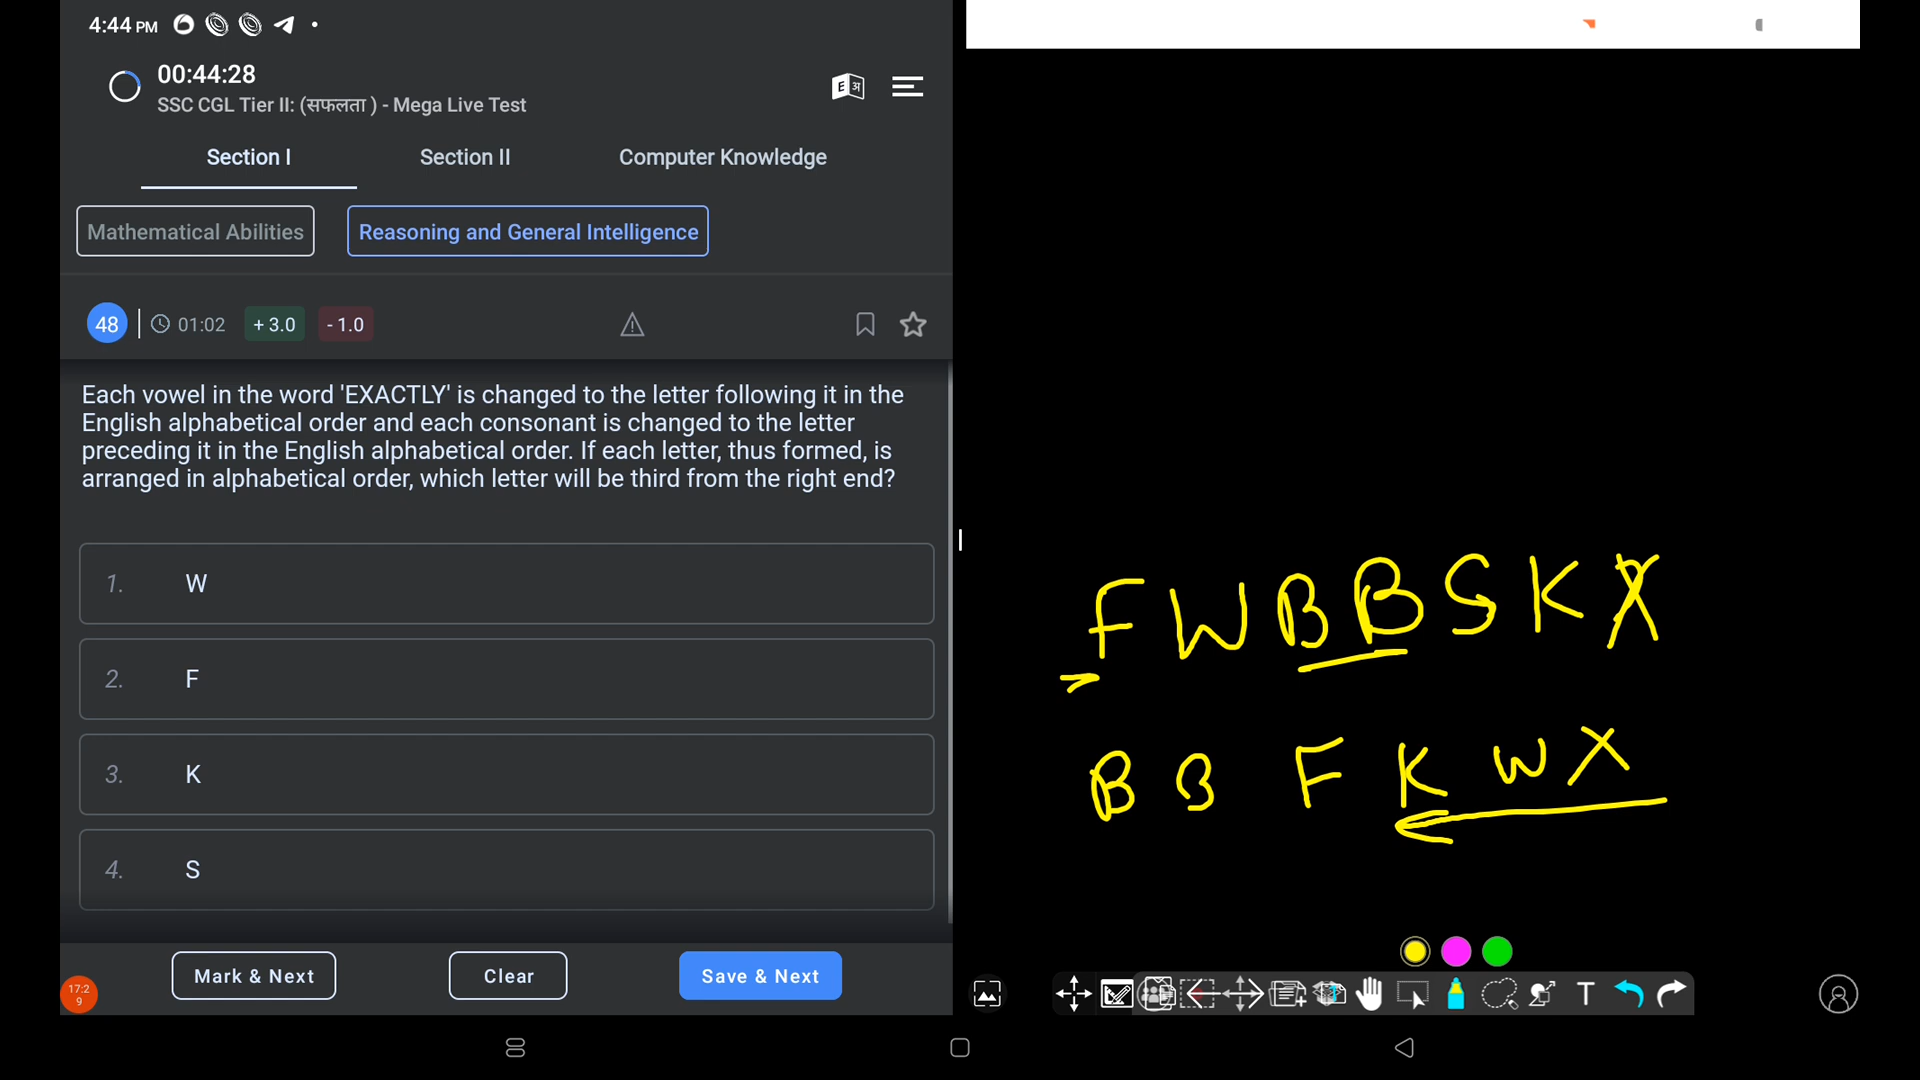 4:44 PM
00:44:28
SSC CGL Tier II: (सफलता ) - Mega Live Test
E अ
Section I
Section II
Computer Knowledge
Mathematical Abilities
Reasoning and General Intelligence
48
01:02
+ 3.0
- 1.0
Each vowel in the word 'EXACTLY' is changed to the letter following it in the
English alphabetical order and each consonant is changed to the letter
preceding it in the English alphabetical order. If each letter, thus formed, is
arranged in alphabetical order, which letter will be third from the right end?
1. W
2. F
3. K
4. S
Mark & Next
Clear
Save & Next
17:2
9
F W B B S K X
B B F K W X
T